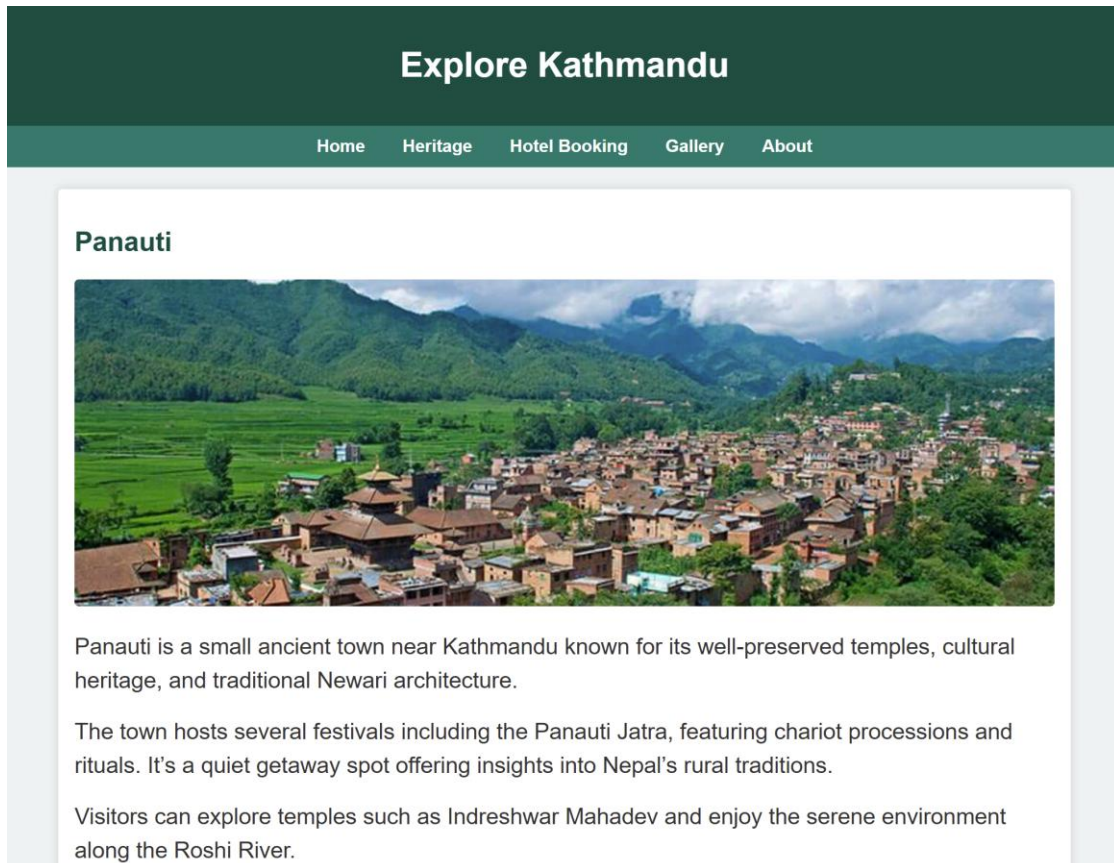 Explore Kathmandu
Home Heritage Hotel Booking Gallery About
Panauti
Panauti is a small ancient town near Kathmandu known for its well-preserved temples, cultural
heritage, and traditional Newari architecture.
The town hosts several festivals including the Panauti Jatra, featuring chariot processions and
rituals. It’s a quiet getaway spot offering insights into Nepal’s rural traditions.
Visitors can explore temples such as Indreshwar Mahadev and enjoy the serene environment
along the Roshi River.